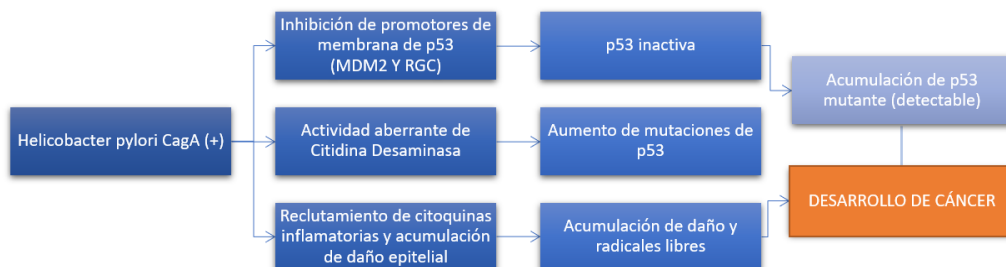 Helicobacter pylori CagA (+)
Inhibición de promotores de
membrana de p53
(MDM2 Y RGC)
p53 inactiva
Acumulación de p53
mutante (detectable)
Actividad aberrante de
Citidina Desaminasa
Aumento de mutaciones de
p53
Reclutamiento de citoquinas
inflamatorias y acumulación
de daño epitelial
Acumulación de daño y
radicales libres
DESARROLLO DE CÁNCER